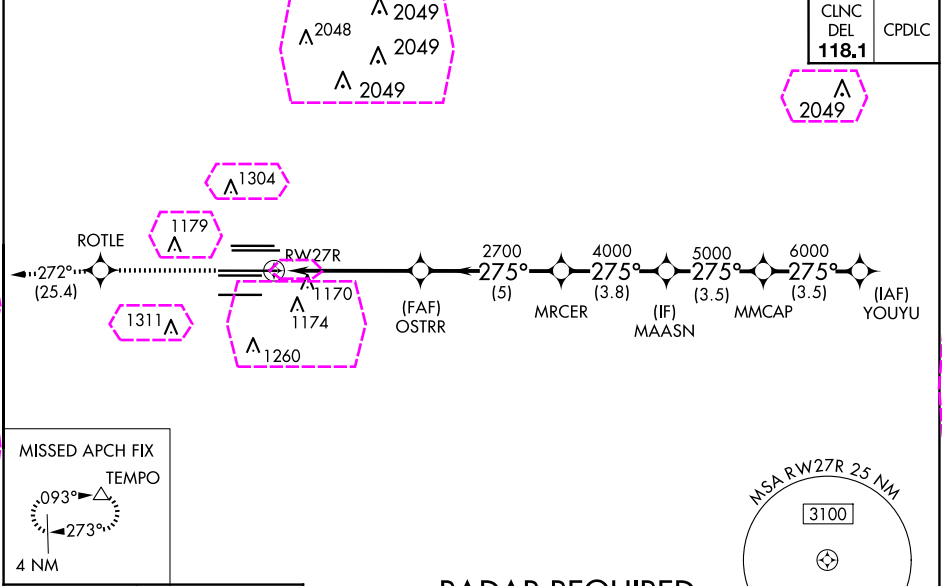 2049
2048
2049
2049
CLNC
DEL
118.1
CPDLC
2049
1304
1179
ROTLE
RW27R
272°
(25.4)
1311
1170
1174
1260
(FAF)
OSTRR
2700
275°
(5)
MRCER
4000
275°
(3.8)
(IF)
MAASN
5000
275°
(3.5)
MMCAP
6000
275°
(3.5)
(IAF)
YOUYU
MISSED APCH FIX
TEMPO
093°
273°
4 NM
MSA RW27R 25 NM
3100
RADAR REQUIRED